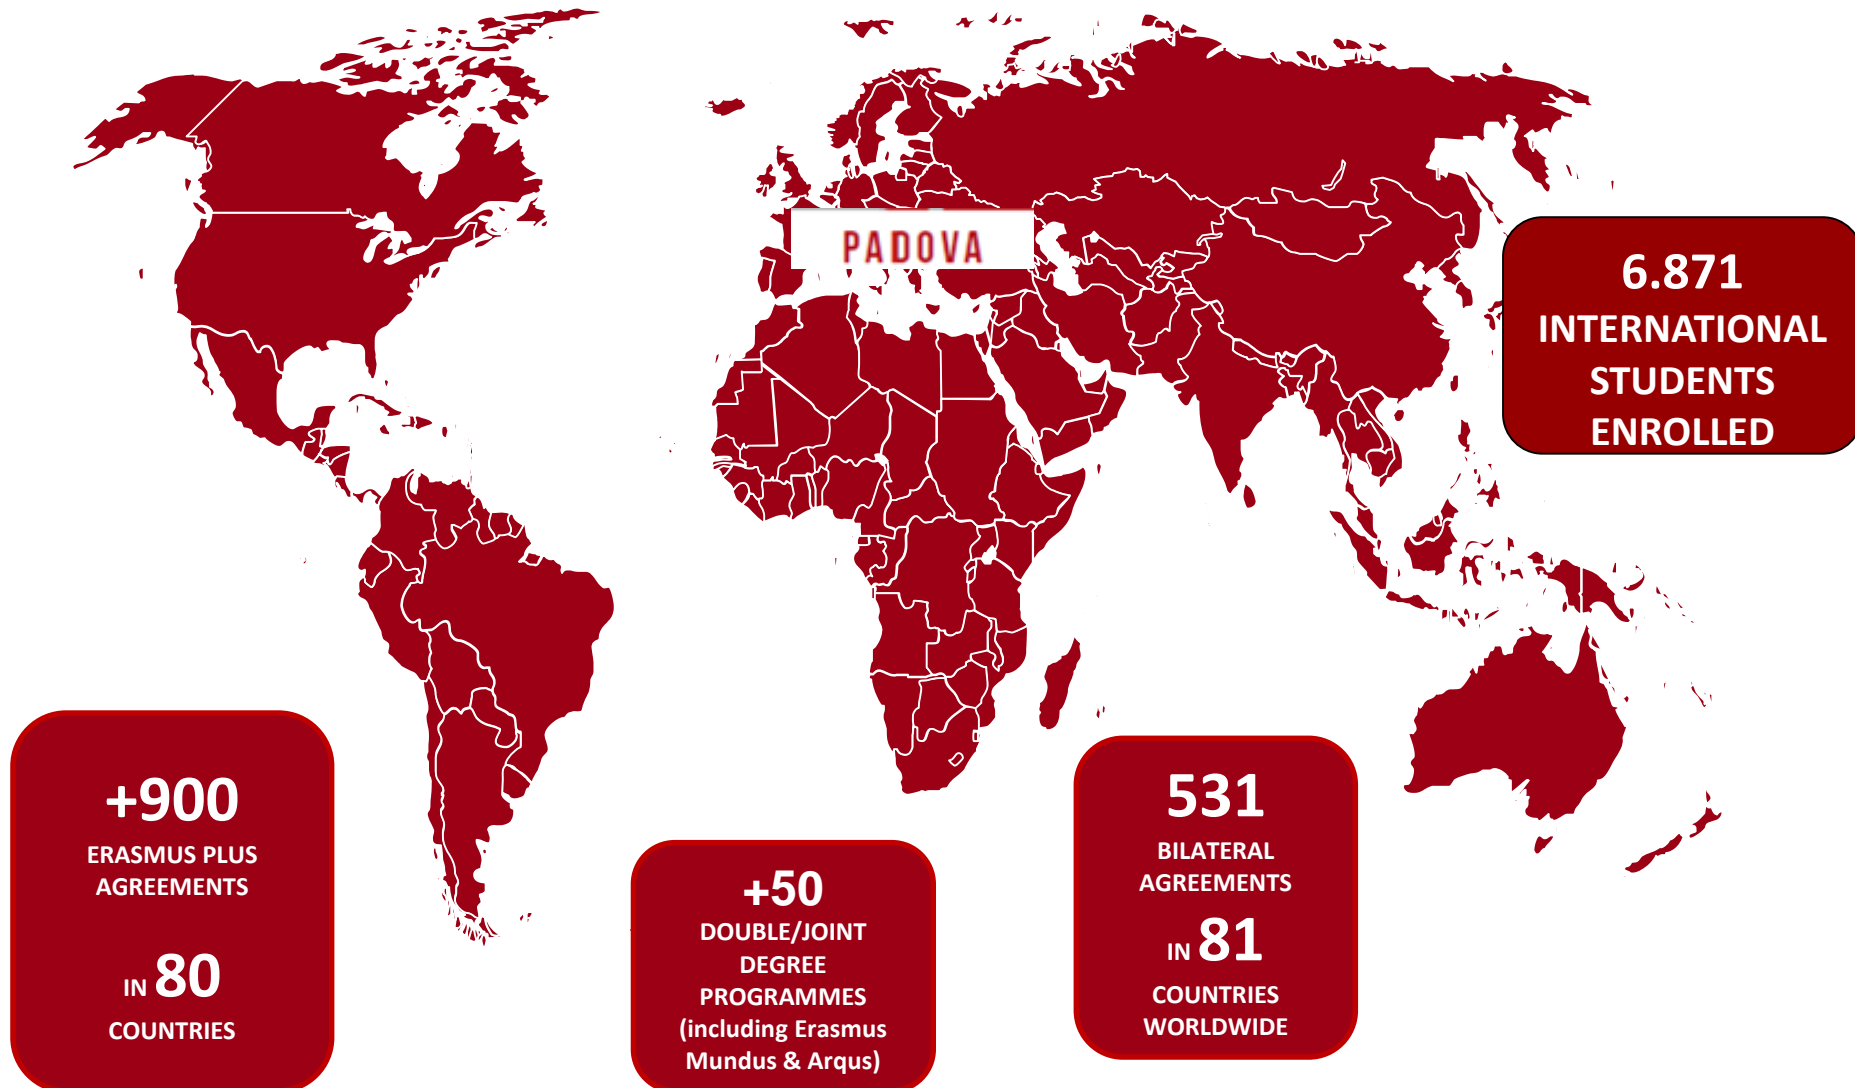 PADOVA
6.871
INTERNATIONAL
STUDENTS
ENROLLED
+900
ERASMUS PLUS
AGREEMENTS
IN 80
COUNTRIES
+50
DOUBLE/JOINT
DEGREE
PROGRAMMES
(including Erasmus
Mundus & Arqus)
531
BILATERAL
AGREEMENTS
IN 81
COUNTRIES
WORLDWIDE